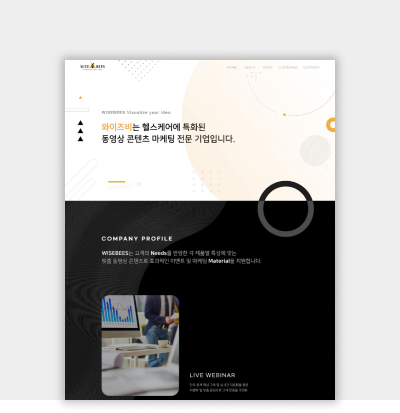 WISEBEES
HOME ABOUT WORK CUSTOMER CONTACT
WISEBEES Visualize your idea.
와이즈비는 헬스케어에 특화된
동영상 콘텐츠 마케팅 전문 기업입니다.
COMPANY PROFILE
WISEBEES는 고객의 Needs를 반영한 각 제품별 특성에 맞는
맞춤 동영상 콘텐츠로 효과적인 이벤트 및 마케팅 Material을 지원합니다.
LIVE WEBINAR